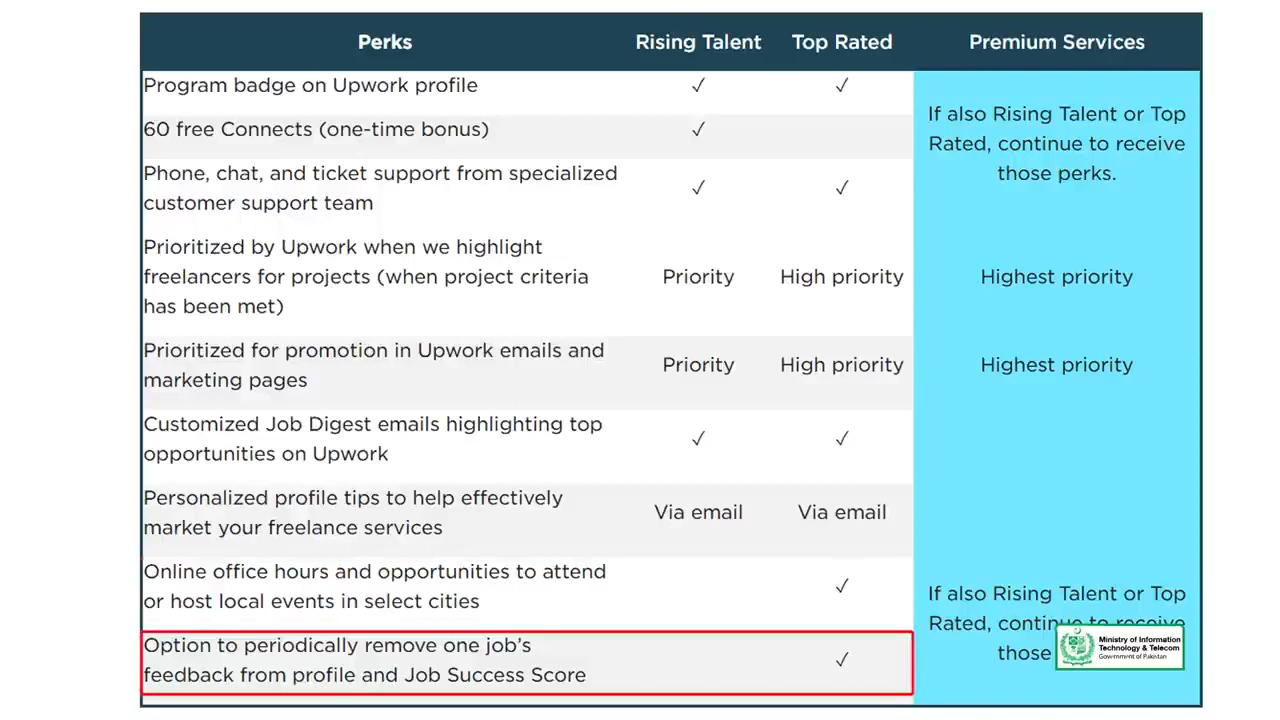 Perks Rising Talent Top Rated Premium Services
Program badge on Upwork profile ✓ ✓
60 free Connects (one-time bonus) ✓
Phone, chat, and ticket support from specialized
customer support team ✓ ✓
If also Rising Talent or Top
Rated, continue to receive
those perks.
Prioritized by Upwork when we highlight
freelancers for projects (when project criteria
has been met)
Priority High priority Highest priority
Prioritized for promotion in Upwork emails and
marketing pages
Priority High priority Highest priority
Customized Job Digest emails highlighting top
opportunities on Upwork ✓ ✓
Personalized profile tips to help effectively
market your freelance services
Via email Via email
Online office hours and opportunities to attend
or host local events in select cities ✓
Option to periodically remove one job's
feedback from profile and Job Success Score ✓
If also Rising Talent or Top
Rated, continue to receive
those
Ministry of Information
Technology & Telecom
Government of Pakistan